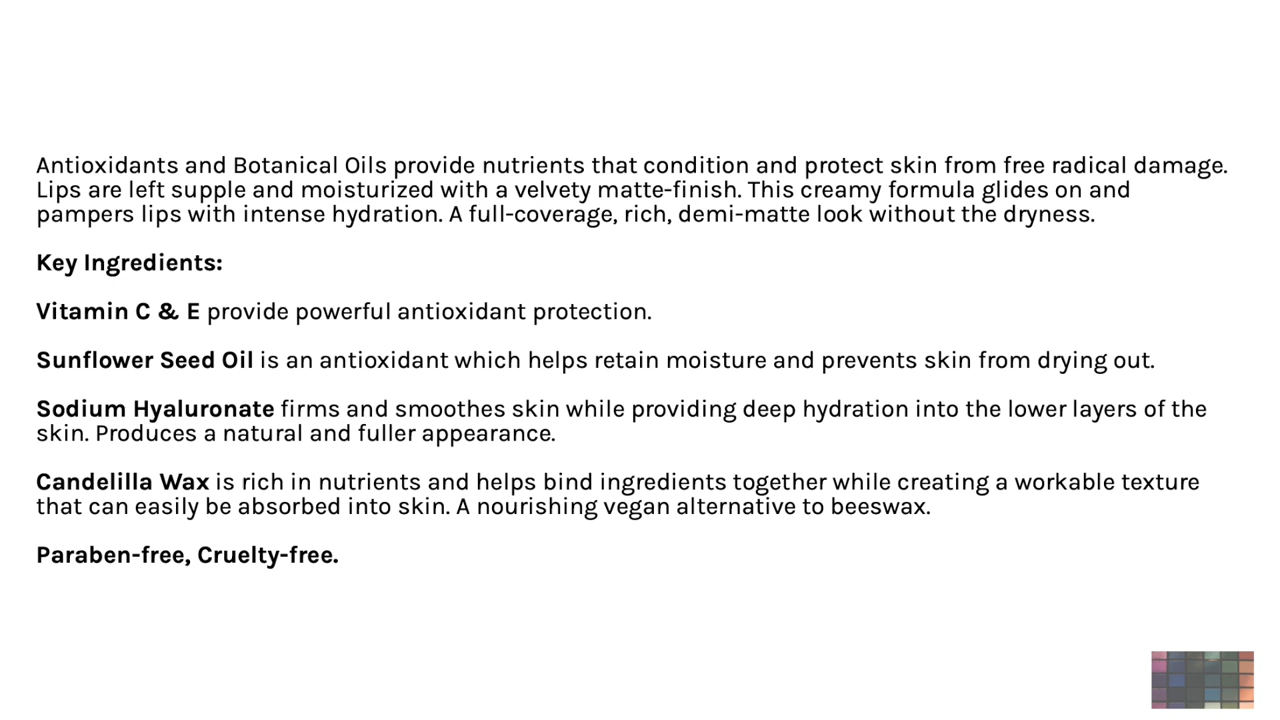 Antioxidants and Botanical Oils provide nutrients that condition and protect skin from free radical damage.
Lips are left supple and moisturized with a velvety matte-finish. This creamy formula glides on and
pampers lips with intense hydration. A full-coverage, rich, demi-matte look without the dryness.
Key Ingredients:
Vitamin C & E provide powerful antioxidant protection.
Sunflower Seed Oil is an antioxidant which helps retain moisture and prevents skin from drying out.
Sodium Hyaluronate firms and smoothes skin while providing deep hydration into the lower layers of the
skin. Produces a natural and fuller appearance.
Candelilla Wax is rich in nutrients and helps bind ingredients together while creating a workable texture
that can easily be absorbed into skin. A nourishing vegan alternative to beeswax.
Paraben-free, Cruelty-free.